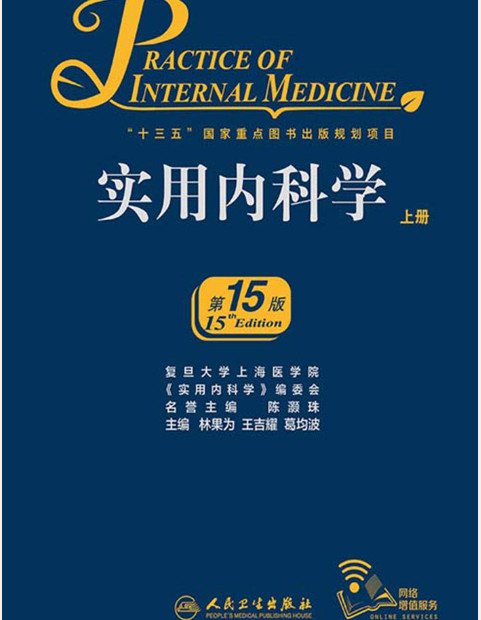 PRACTICE OF
INTERNAL MEDICINE
“十三五”国家重点图书出版规划项目
实用内科学 上册
第15版
15th Edition
复旦大学上海医学院
《实用内科学》编委会
名誉主编 陈灏珠
主编 林果为 王吉耀 葛均波
人民卫生出版社
PEOPLE'S MEDICAL PUBLISHING HOUSE
网络
增值服务
ONLINE SERVICES